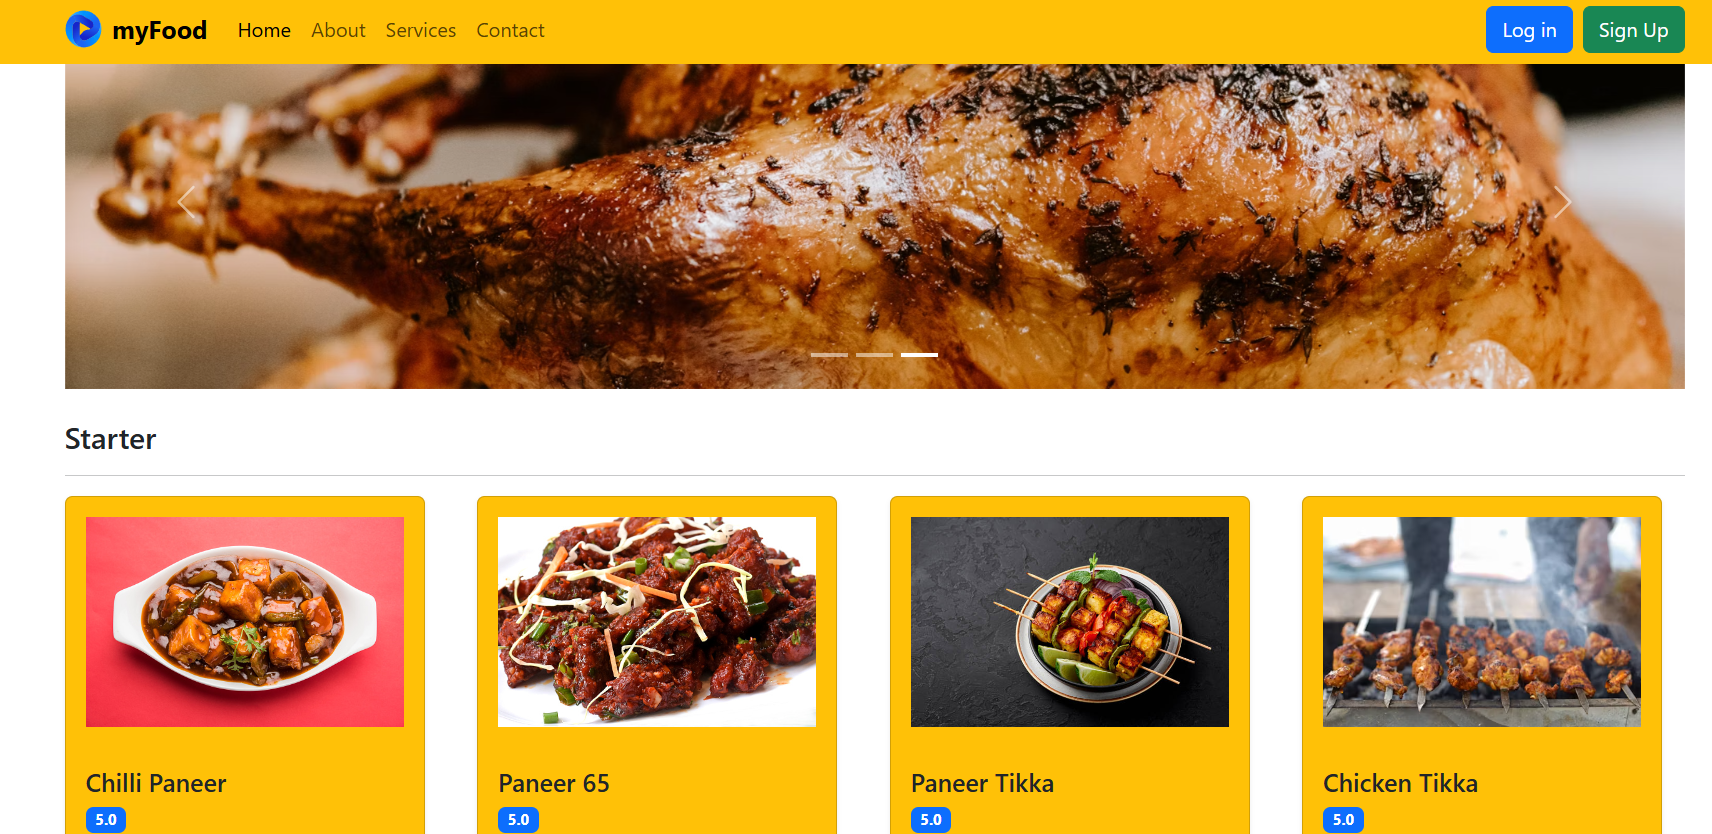 myFood Home About Services Contact Log in Sign Up
Starter
Chilli Paneer Paneer 65 Paneer Tikka Chicken Tikka
5.0 5.0 5.0 5.0